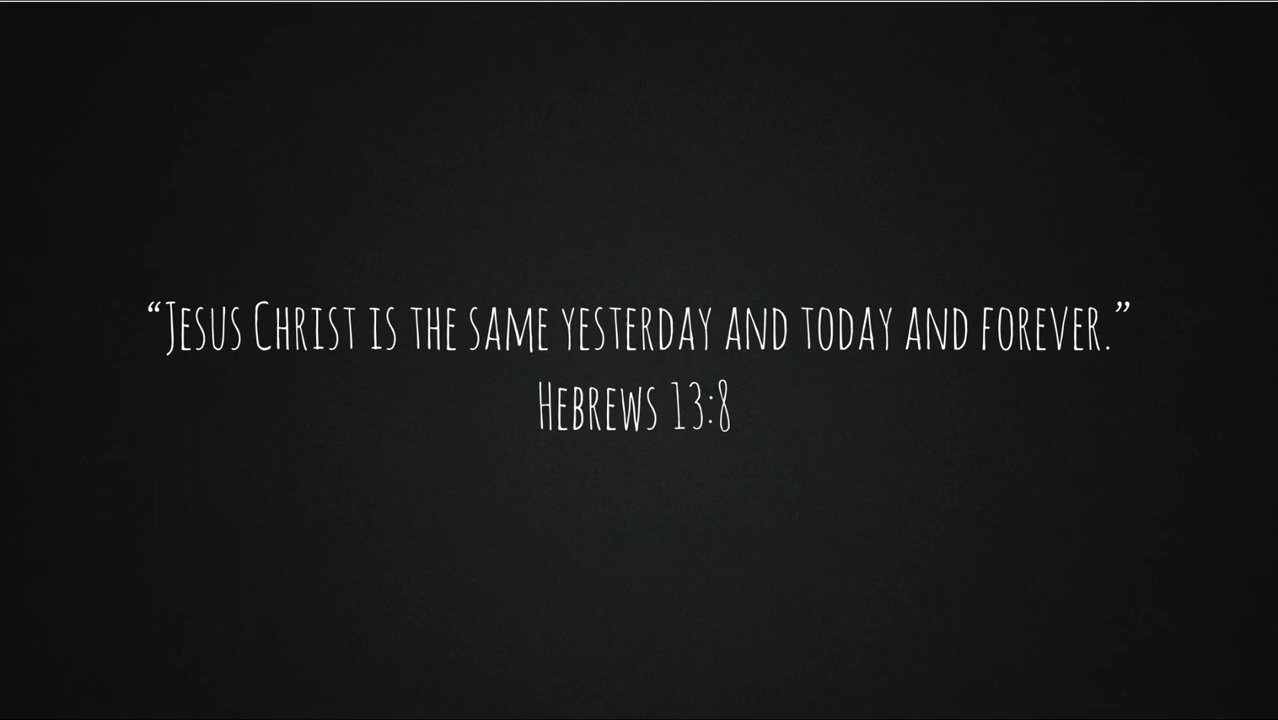 “Jesus Christ is the same yesterday and today and forever.”
Hebrews 13:8